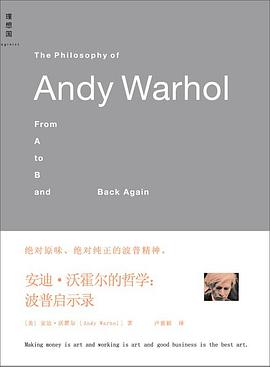 理想国
imaginist
The Philosophy of
Andy Warhol
From
A
to
B
and Back Again
绝对原味、绝对纯正的波普精神。
安迪·沃霍尔的哲学：
波普启示录
[美] 安迪·沃霍尔 (Andy Warhol) 著 卢慈颖 译
Making money is art and working is art and good business is the best art.